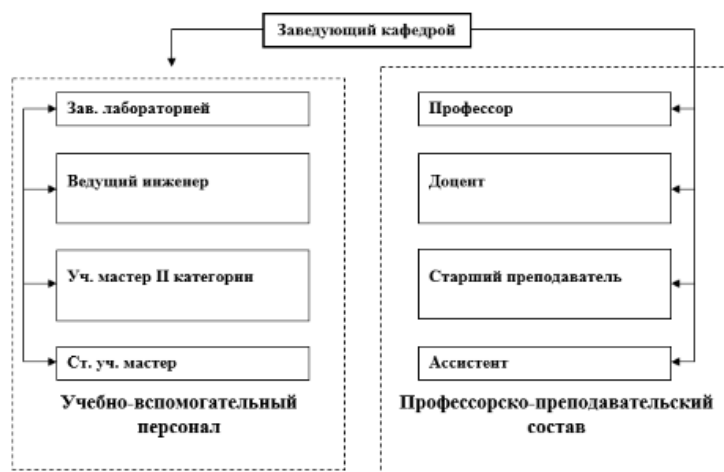 Заведующий кафедрой
Зав. лабораторией
Ведущий инженер
Уч. мастер II категории
Ст. уч. мастер
Учебно-вспомогательный
персонал
Профессор
Доцент
Старший преподаватель
Ассистент
Профессорско-преподавательский
состав